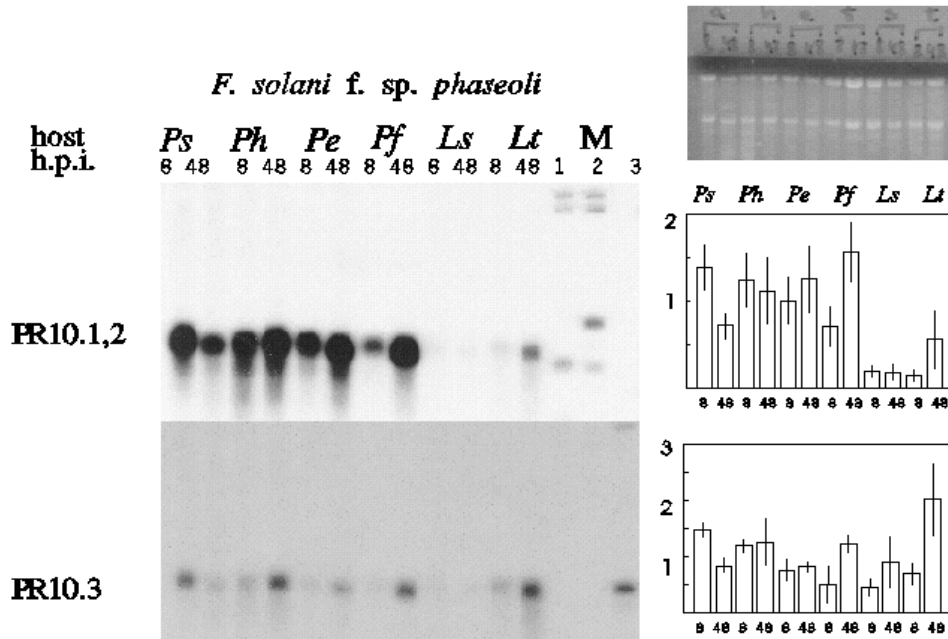 F. solani f. sp. phaseoli
host Ps Ph Pe Pf Ls Lt M
h.p.i. 8 48 8 48 8 48 8 48 8 48 8 48 1 2 3
PR10.1,2
PR10.3
Ps Ph Pe Pf Ls Lt
2
1
8 48 8 48 8 48 8 48 8 48 8 48
3
2
1
8 48 8 48 8 48 8 48 8 48 8 48